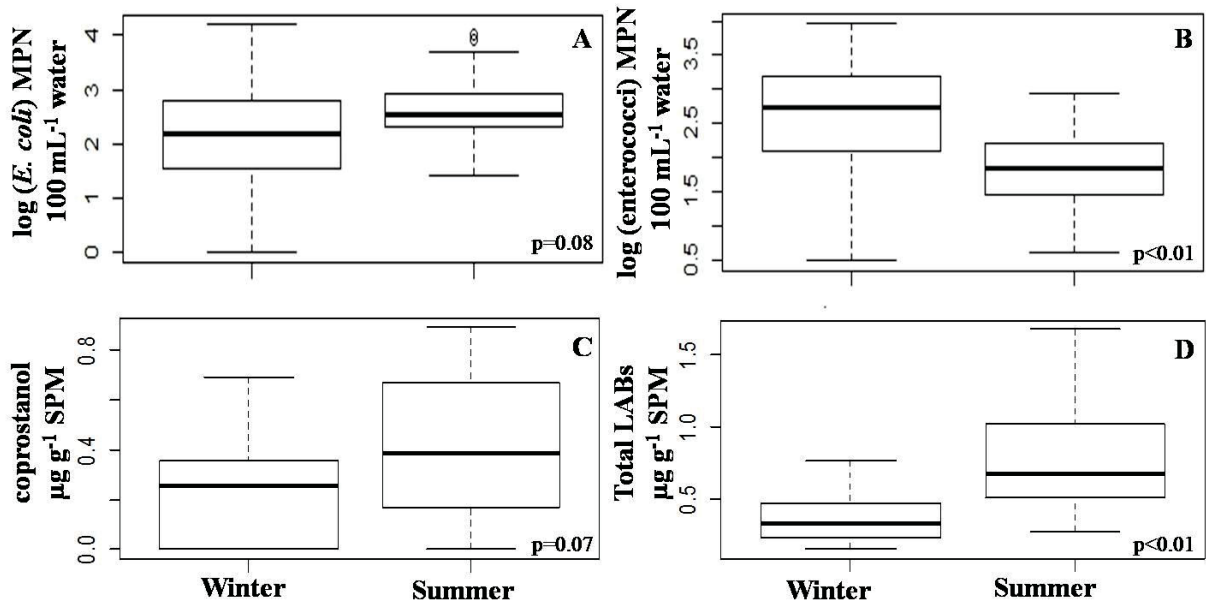 log (E. coli) MPN
100 mL-1 water
4
3
2
1
0
A
p=0.08
log (enterococci) MPN
100 mL-1 water
3.5
2.5
1.5
0.5
B
p<0.01
coprostanol
µg g-1 SPM
0.8
0.4
0.0
C
p=0.07
Winter
Summer
Total LABs
µg g-1 SPM
1.5
1.0
0.5
D
p<0.01
Winter
Summer